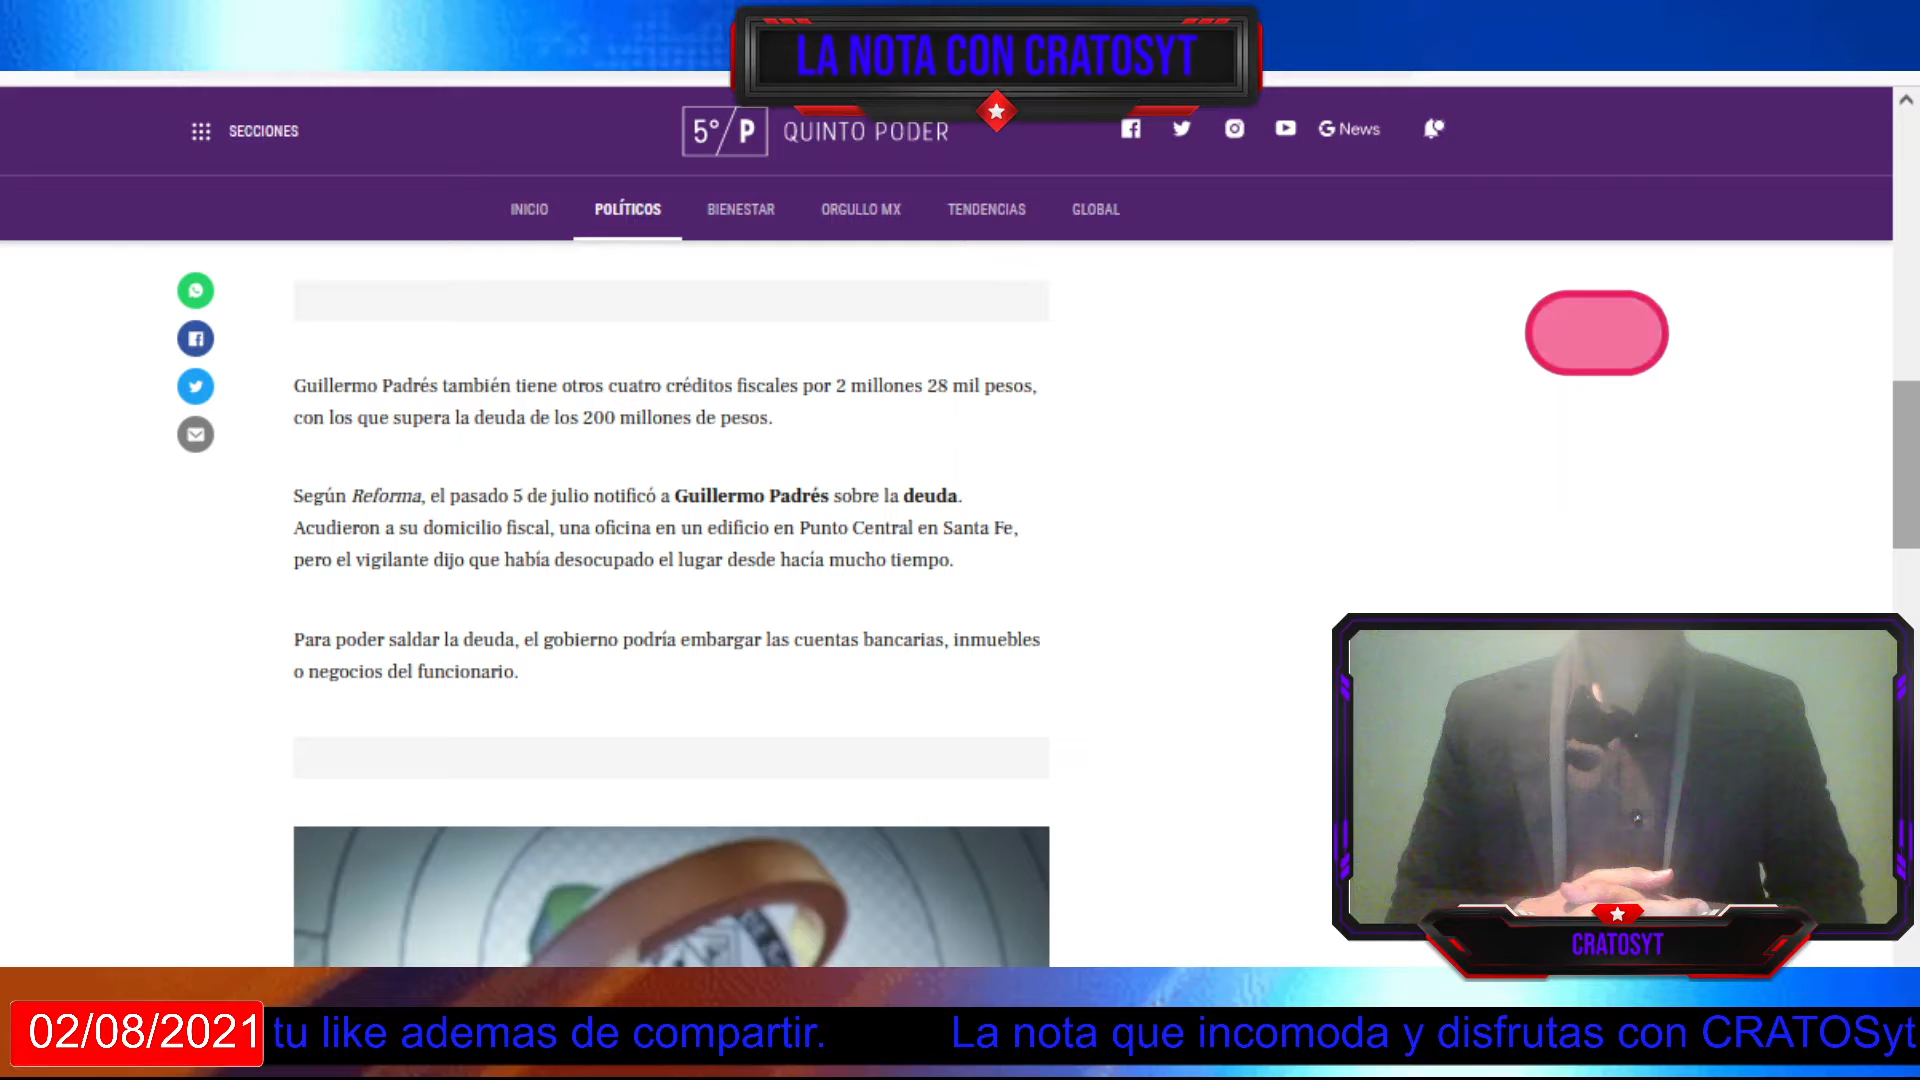 LA NOTA CON CRATOSYT
SECCIONES
5°/P QUINTO PODER
G News
INICIO POLÍTICOS BIENESTAR ORGULLO MX TENDENCIAS GLOBAL
Guillermo Padrés también tiene otros cuatro créditos fiscales por 2 millones 28 mil pesos,
con los que supera la deuda de los 200 millones de pesos.
Según Reforma, el pasado 5 de julio notificó a Guillermo Padrés sobre la deuda.
Acudieron a su domicilio fiscal, una oficina en un edificio en Punto Central en Santa Fe,
pero el vigilante dijo que había desocupado el lugar desde hacía mucho tiempo.
Para poder saldar la deuda, el gobierno podría embargar las cuentas bancarias, inmuebles
o negocios del funcionario.
CRATOSYT
02/08/2021 tu like ademas de compartir. La nota que incomoda y disfrutas con CRATOSyt